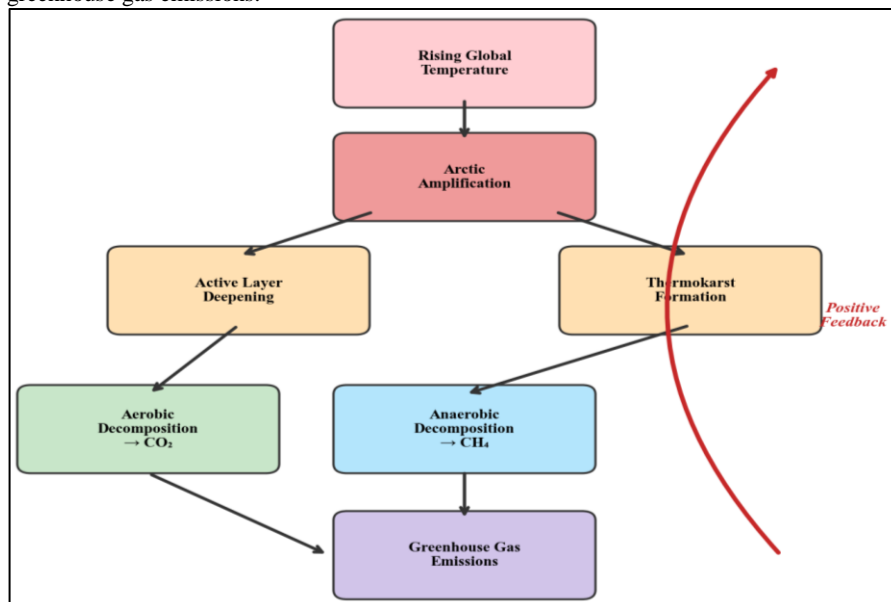 greenhouse gas emissions.
Rising Global
Temperature
Arctic
Amplification
Active Layer
Deepening
Thermokarst
Formation
Positive
Feedback
Aerobic
Decomposition
→ CO₂
Anaerobic
Decomposition
→ CH₄
Greenhouse Gas
Emissions